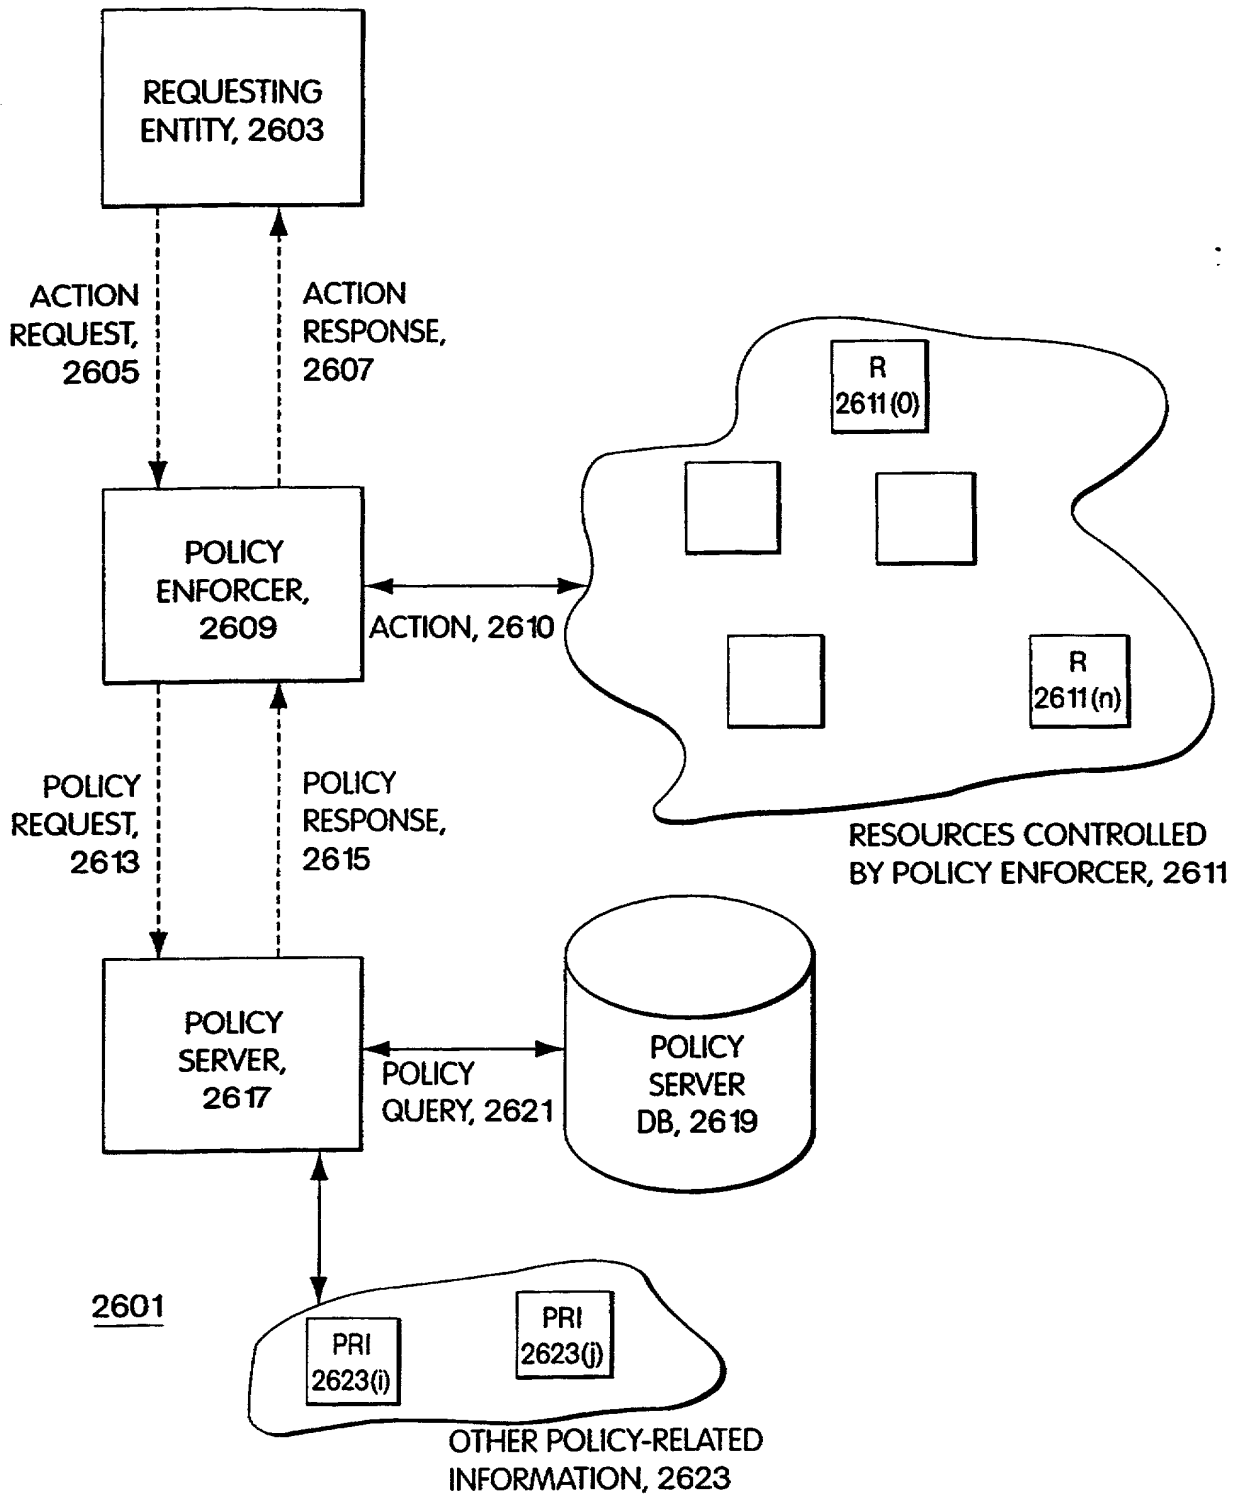 REQUESTING
ENTITY, 2603
ACTION
REQUEST,
2605
ACTION
RESPONSE,
2607
R
2611(0)
POLICY
ENFORCER,
2609
ACTION, 2610
R
2611(n)
POLICY
REQUEST,
2613
POLICY
RESPONSE,
2615
RESOURCES CONTROLLED
BY POLICY ENFORCER, 2611
POLICY
SERVER,
2617
POLICY
QUERY, 2621
POLICY
SERVER
DB, 2619
2601
PRI
2623(i)
PRI
2623(j)
OTHER POLICY-RELATED
INFORMATION, 2623